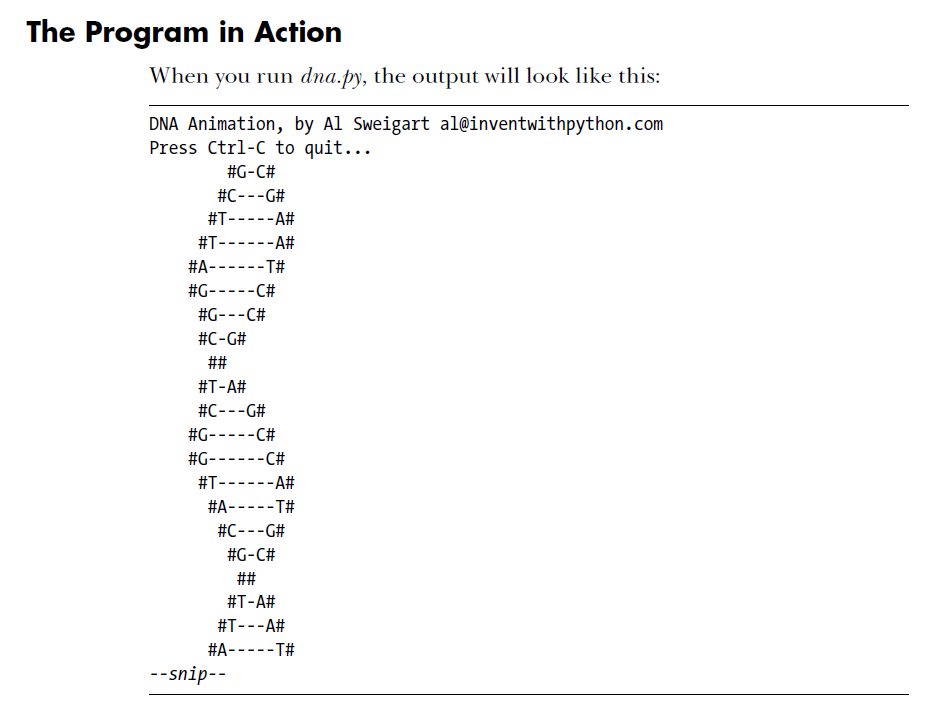 The Program in Action
When you run dna.py, the output will look like this:
DNA Animation, by Al Sweigart al@inventwithpython.com
Press Ctrl-C to quit...
        #G-C#
       #C---G#
      #T-----A#
     #T------A#
    #A------T#
    #G-----C#
     #G---C#
     #C-G#
      ##
     #T-A#
     #C---G#
    #G-----C#
    #G------C#
     #T------A#
      #A-----T#
       #C---G#
        #G-C#
         ##
        #T-A#
       #T---A#
      #A-----T#
--snip--